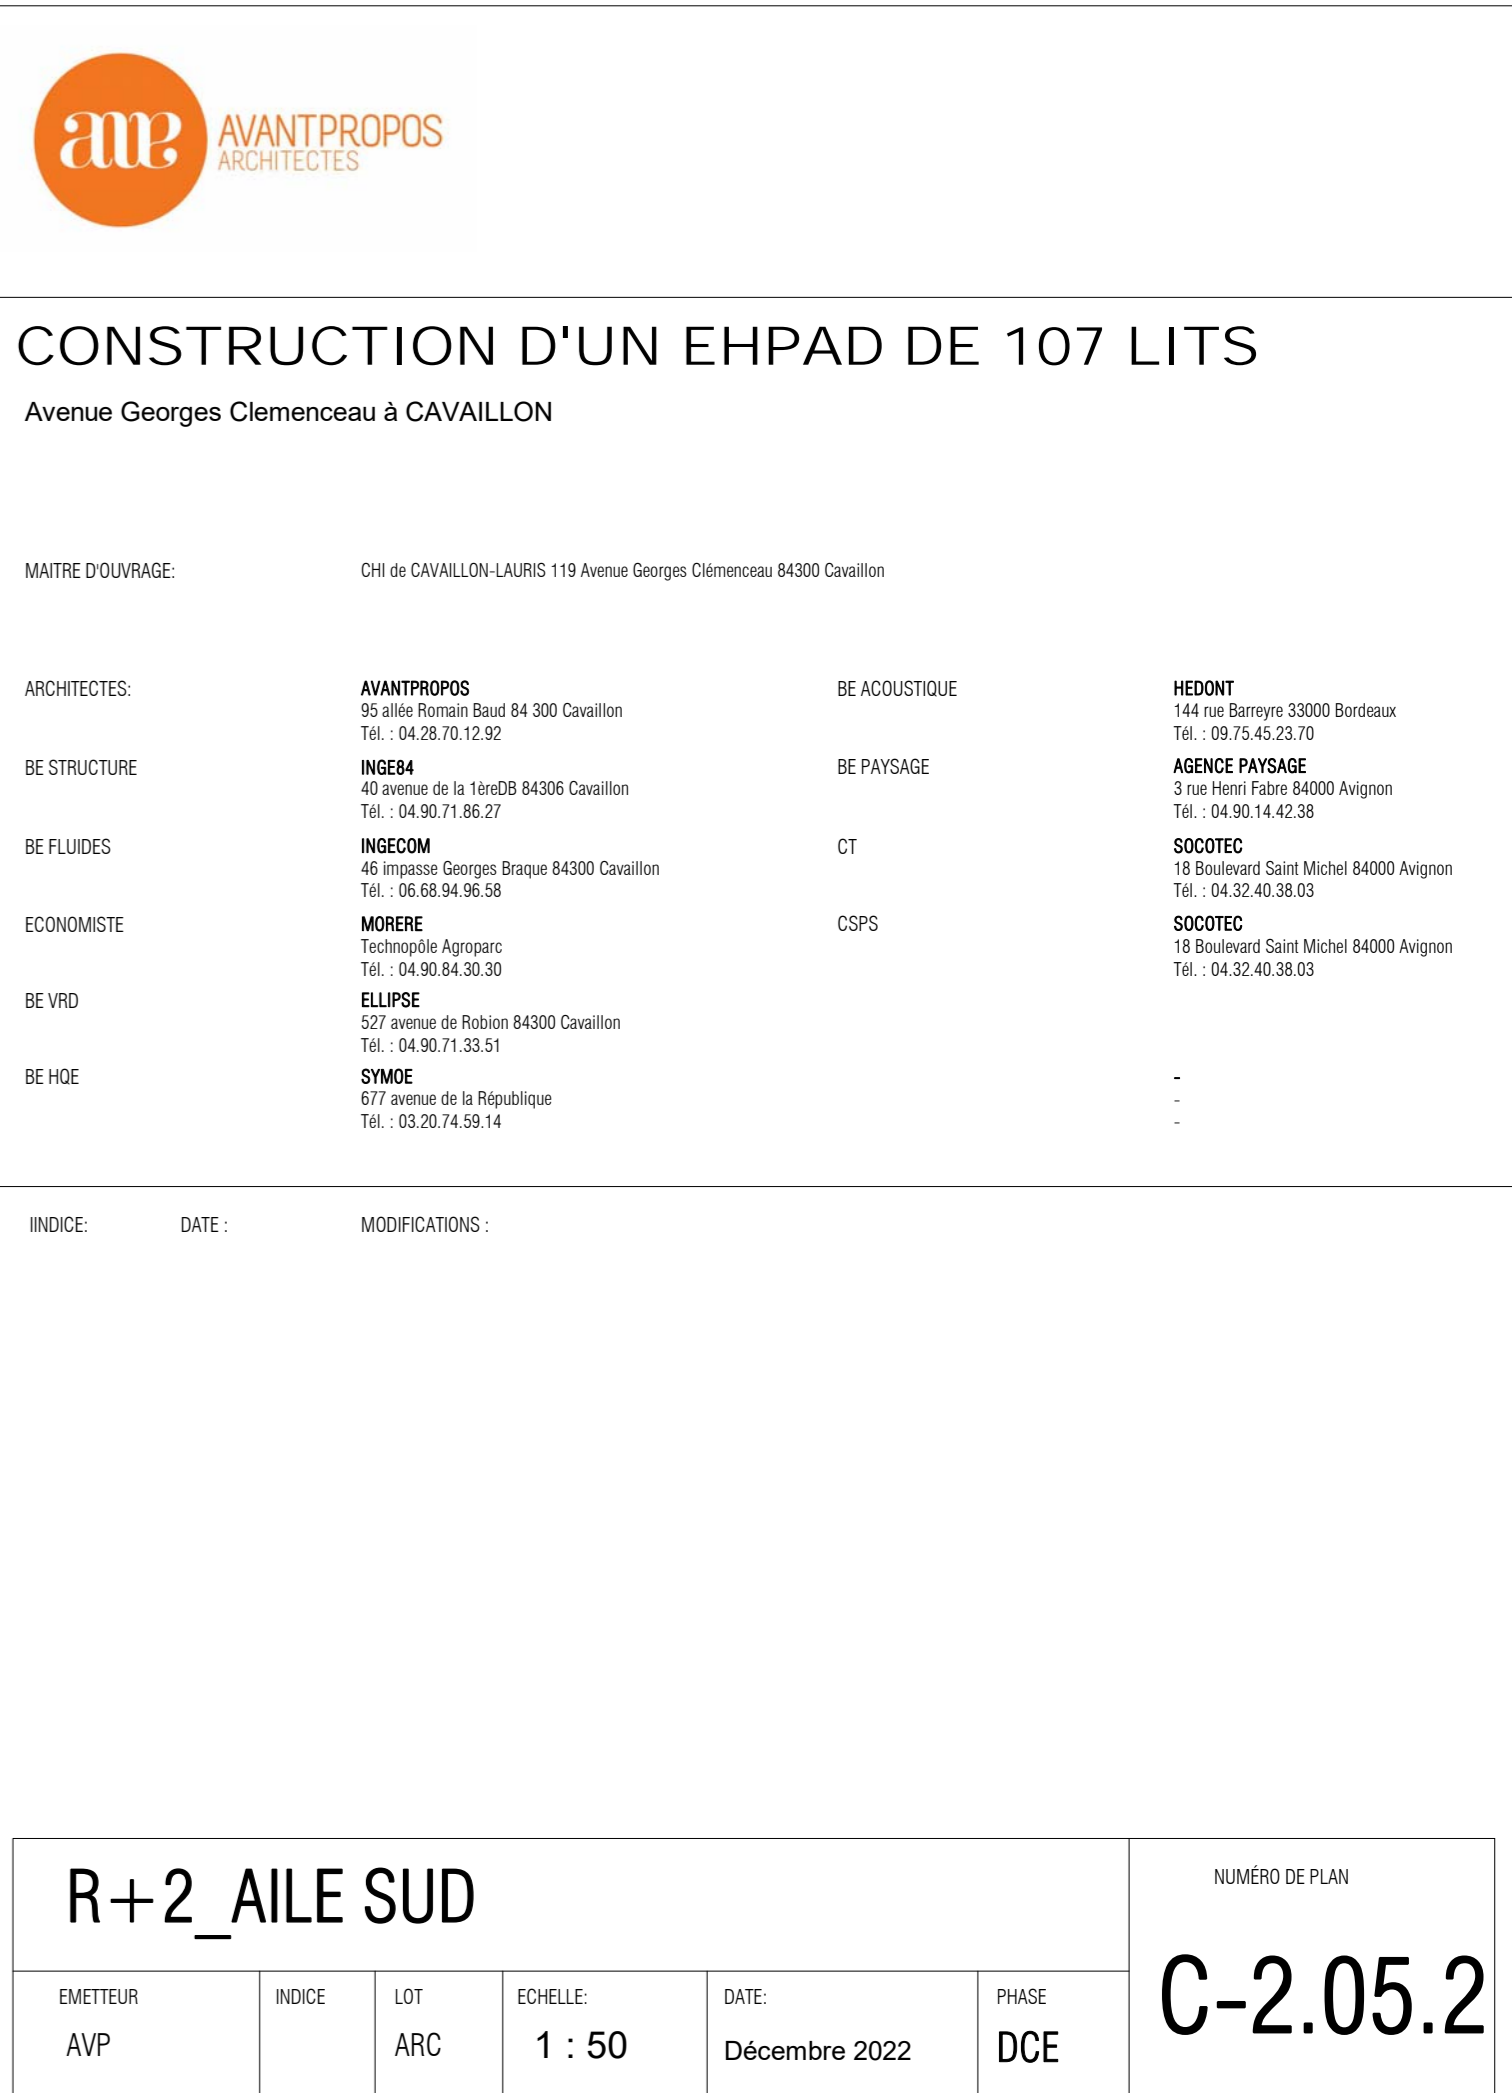 ame
AVANTPROPOS
ARCHITECTES
CONSTRUCTION D'UN EHPAD DE 107 LITS
Avenue Georges Clemenceau à CAVAILLON
MAITRE D'OUVRAGE:
CHI de CAVAILLON-LAURIS 119 Avenue Georges Clémenceau 84300 Cavaillon
ARCHITECTES:
AVANTPROPOS
95 allée Romain Baud 84 300 Cavaillon
Tél. : 04.28.70.12.92
BE STRUCTURE
INGE84
40 avenue de la 1èreDB 84306 Cavaillon
Tél. : 04.90.71.86.27
BE FLUIDES
INGECOM
46 impasse Georges Braque 84300 Cavaillon
Tél. : 06.68.94.96.58
ECONOMISTE
MORERE
Technopôle Agroparc
Tél. : 04.90.84.30.30
BE VRD
ELLIPSE
527 avenue de Robion 84300 Cavaillon
Tél. : 04.90.71.33.51
BE HQE
SYMOE
677 avenue de la République
Tél. : 03.20.74.59.14
BE ACOUSTIQUE
HEDONT
144 rue Barreyre 33000 Bordeaux
Tél. : 09.75.45.23.70
BE PAYSAGE
AGENCE PAYSAGE
3 rue Henri Fabre 84000 Avignon
Tél. : 04.90.14.42.38
CT
SOCOTEC
18 Boulevard Saint Michel 84000 Avignon
Tél. : 04.32.40.38.03
CSPS
SOCOTEC
18 Boulevard Saint Michel 84000 Avignon
Tél. : 04.32.40.38.03
-
-
-
IINDICE: DATE : MODIFICATIONS :
R+2_AILE SUD
NUMÉRO DE PLAN
C-2.05.2
EMETTEUR
AVP
INDICE
LOT
ARC
ECHELLE:
1 : 50
DATE:
Décembre 2022
PHASE
DCE